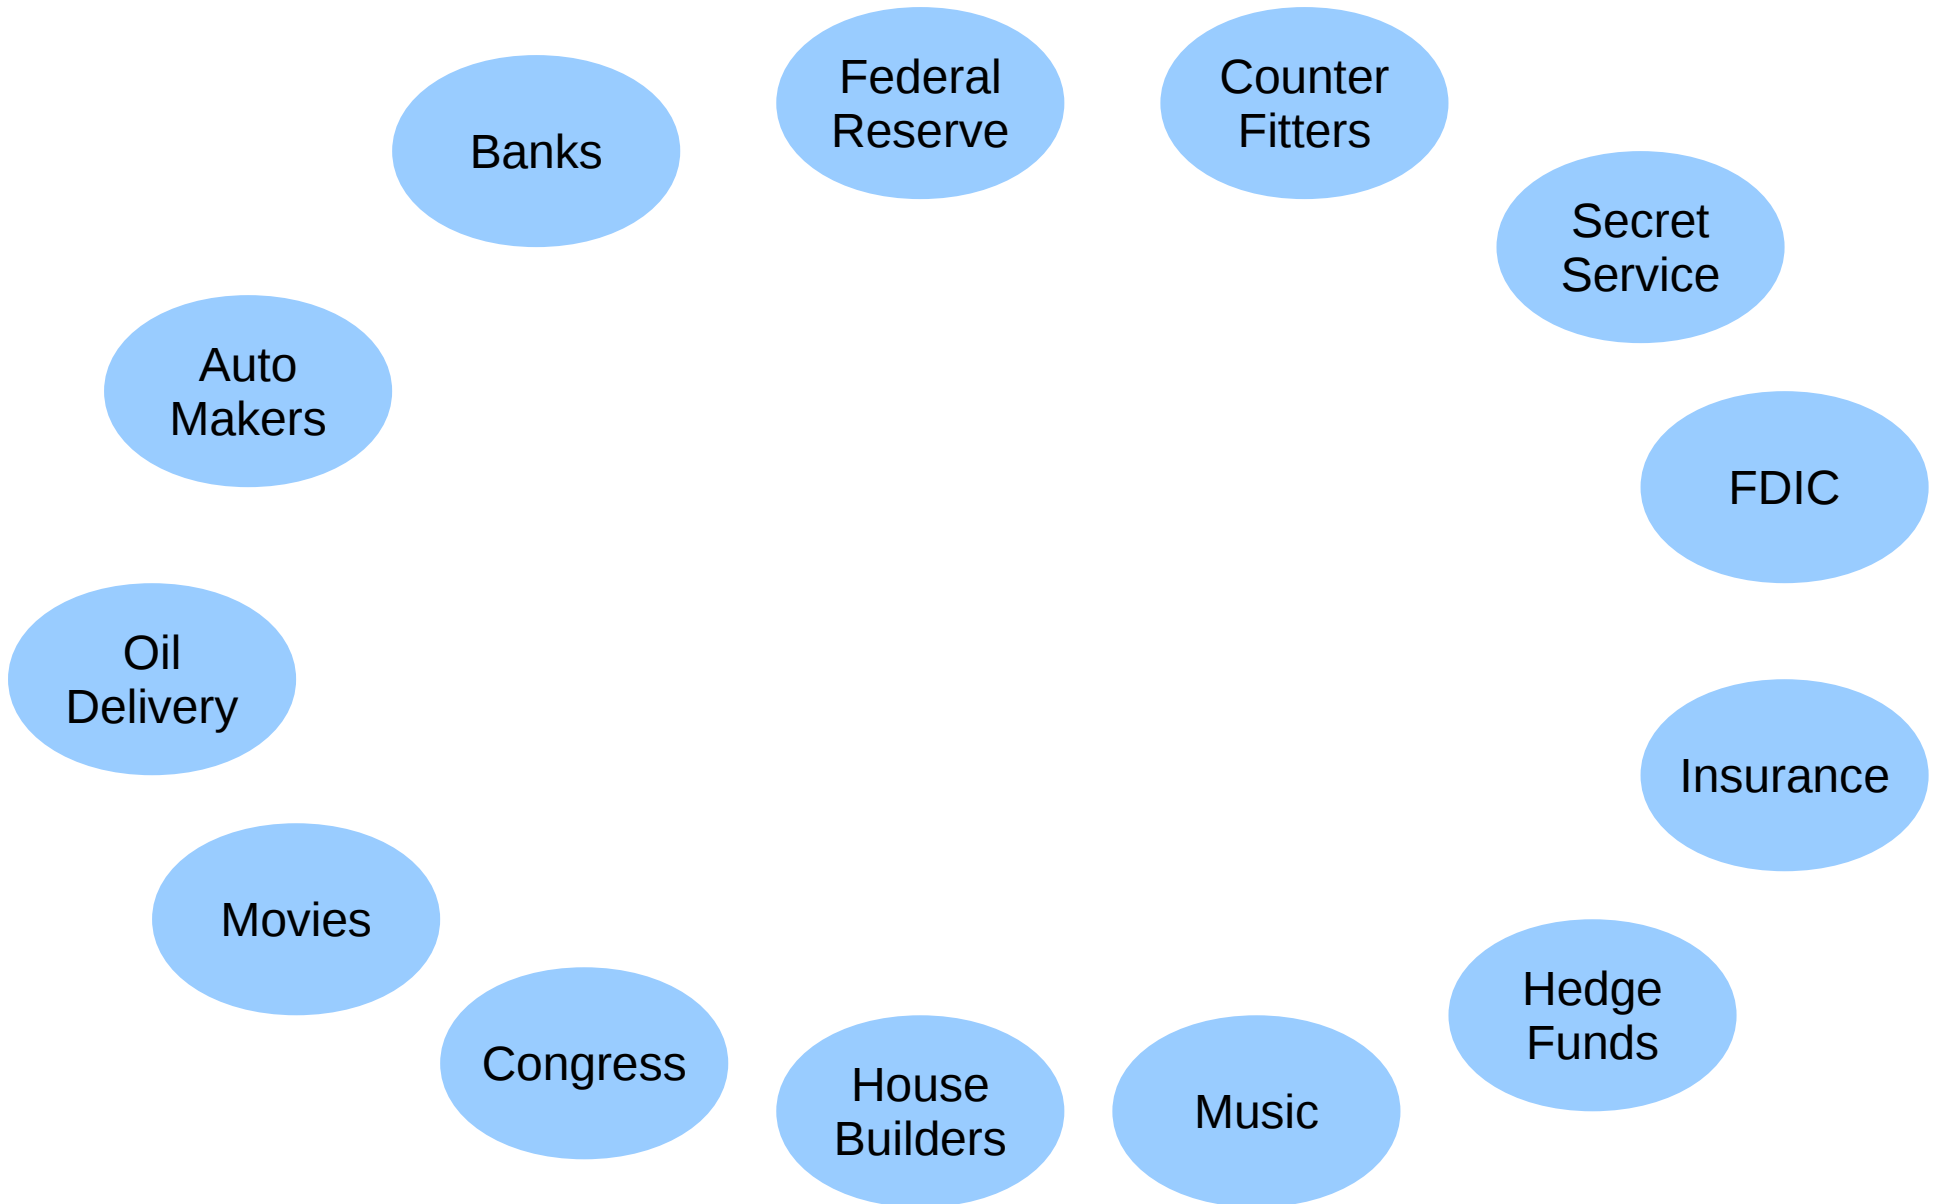 Federal
Reserve
Counter
Fitters
Banks
Secret
Service
Auto
Makers
FDIC
Oil
Delivery
Insurance
Movies
Hedge
Funds
Congress
House
Builders
Music